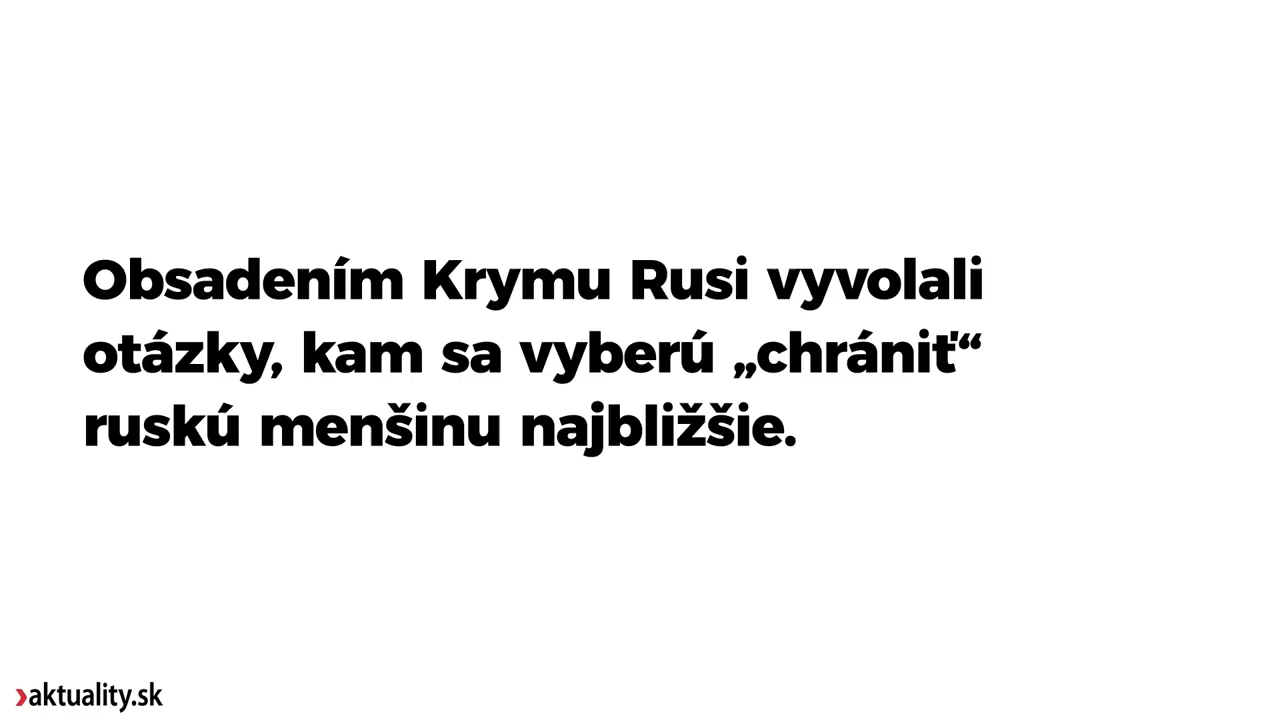 Obsadením Krymu Rusi vyvolali
otázky, kam sa vyberú „chrániť“
ruskú menšinu najbližšie.
aktuality.sk